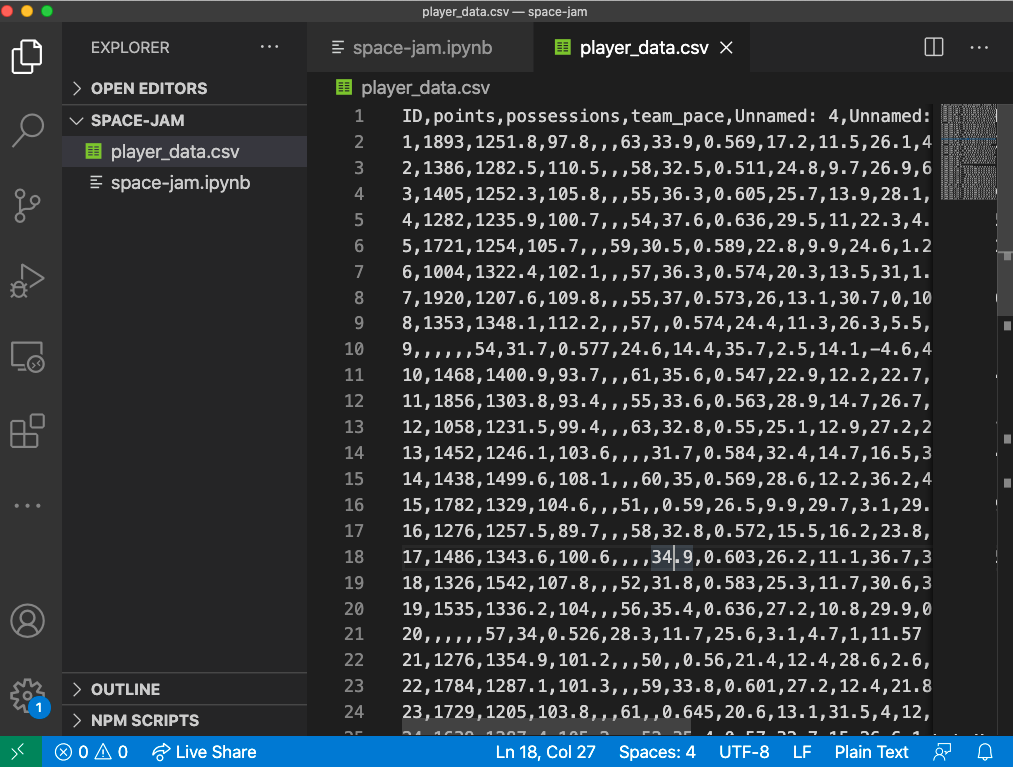 player_data.csv — space-jam
EXPLORER
OPEN EDITORS
SPACE-JAM
player_data.csv
space-jam.ipynb
OUTLINE
NPM SCRIPTS
space-jam.ipynb player_data.csv
player_data.csv
1 ID,points,possessions,team_pace,Unnamed: 4,Unnamed:
2 1,1893,1251.8,97.8,,,63,33.9,0.569,17.2,11.5,26.1,4
3 2,1386,1282.5,110.5,,,58,32.5,0.511,24.8,9.7,26.9,6
4 3,1405,1252.3,105.8,,,55,36.3,0.605,25.7,13.9,28.1,
5 4,1282,1235.9,100.7,,,54,37.6,0.636,29.5,11,22.3,4.
6 5,1721,1254,105.7,,,59,30.5,0.589,22.8,9.9,24.6,1.2
7 6,1004,1322.4,102.1,,,57,36.3,0.574,20.3,13.5,31,1.
8 7,1920,1207.6,109.8,,,55,37,0.573,26,13.1,30.7,0,10
9 8,1353,1348.1,112.2,,,57,,0.574,24.4,11.3,26.3,5.5,
10 9,,,,,,54,31.7,0.577,24.6,14.4,35.7,2.5,14.1,-4.6,4
11 10,1468,1400.9,93.7,,,61,35.6,0.547,22.9,12.2,22.7,
12 11,1856,1303.8,93.4,,,55,33.6,0.563,28.9,14.7,26.7,
13 12,1058,1231.5,99.4,,,63,32.8,0.55,25.1,12.9,27.2,2
14 13,1452,1246.1,103.6,,,,31.7,0.584,32.4,14.7,16.5,3
15 14,1438,1499.6,108.1,,,60,35,0.569,28.6,12.2,36.2,4
16 15,1782,1329,104.6,,,51,,0.59,26.5,9.9,29.7,3.1,29.
17 16,1276,1257.5,89.7,,,58,32.8,0.572,15.5,16.2,23.8,
18 17,1486,1343.6,100.6,,,,34.9,0.603,26.2,11.1,36.7,3
19 18,1326,1542,107.8,,,52,31.8,0.583,25.3,11.7,30.6,3
20 19,1535,1336.2,104,,,56,35.4,0.636,27.2,10.8,29.9,0
21 20,,,,,,57,34,0.526,28.3,11.7,25.6,3.1,4.7,1,11.57
22 21,1276,1354.9,101.2,,,50,,0.56,21.4,12.4,28.6,2.6,
23 22,1784,1287.1,101.3,,,59,33.8,0.601,27.2,12.4,21.8
24 23,1729,1205,103.8,,,61,,0.645,20.6,13.1,31.5,4,12,
1
0 0 Live Share Ln 18, Col 27 Spaces: 4 UTF-8 LF Plain Text